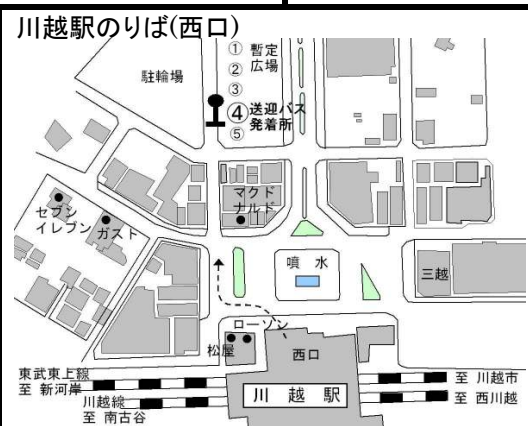 川越駅のりば(西口)
① 暫定
② 広場
駐輪場
③
④ 送迎バス
発着所
⑤
マクド
ナルド
セブン
イレブン
ガスト
噴 水
三越
ローソン
松屋
西口
東武東上線
至 新河岸
川越線
至 南古谷
川 越 駅
至 川越市
至 西川越